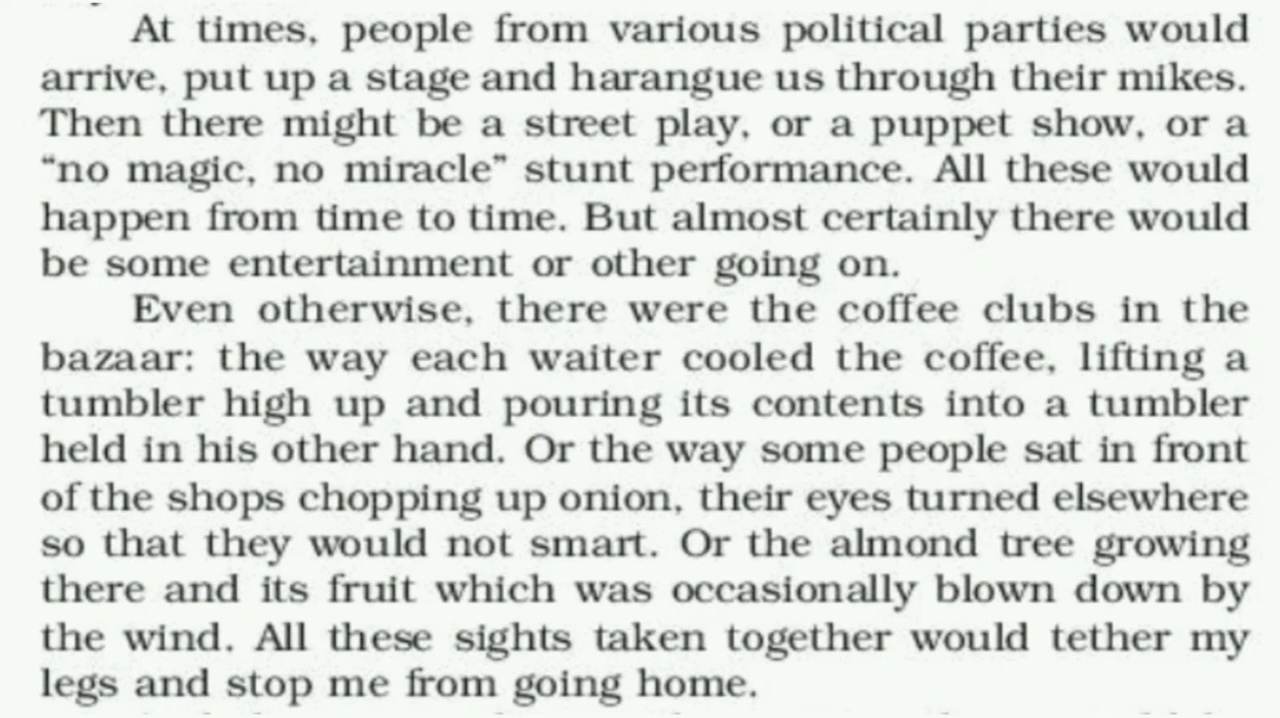 At times, people from various political parties would
arrive, put up a stage and harangue us through their mikes.
Then there might be a street play, or a puppet show, or a
“no magic, no miracle” stunt performance. All these would
happen from time to time. But almost certainly there would
be some entertainment or other going on.
Even otherwise, there were the coffee clubs in the
bazaar: the way each waiter cooled the coffee, lifting a
tumbler high up and pouring its contents into a tumbler
held in his other hand. Or the way some people sat in front
of the shops chopping up onion, their eyes turned elsewhere
so that they would not smart. Or the almond tree growing
there and its fruit which was occasionally blown down by
the wind. All these sights taken together would tether my
legs and stop me from going home.